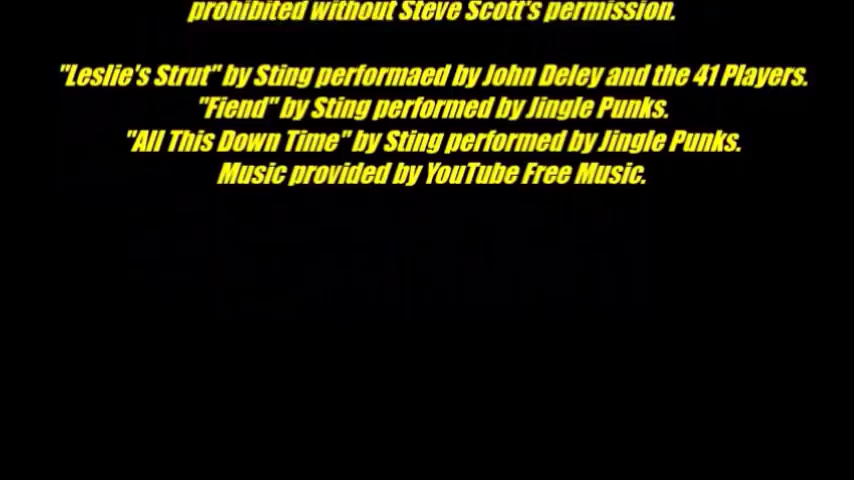 prohibited without Steve Scott's permission.
"Leslie's Strut" by Sting performaed by John Deley and the 41 Players.
"Fiend" by Sting performed by Jingle Punks.
"All This Down Time" by Sting performed by Jingle Punks.
Music provided by YouTube Free Music.